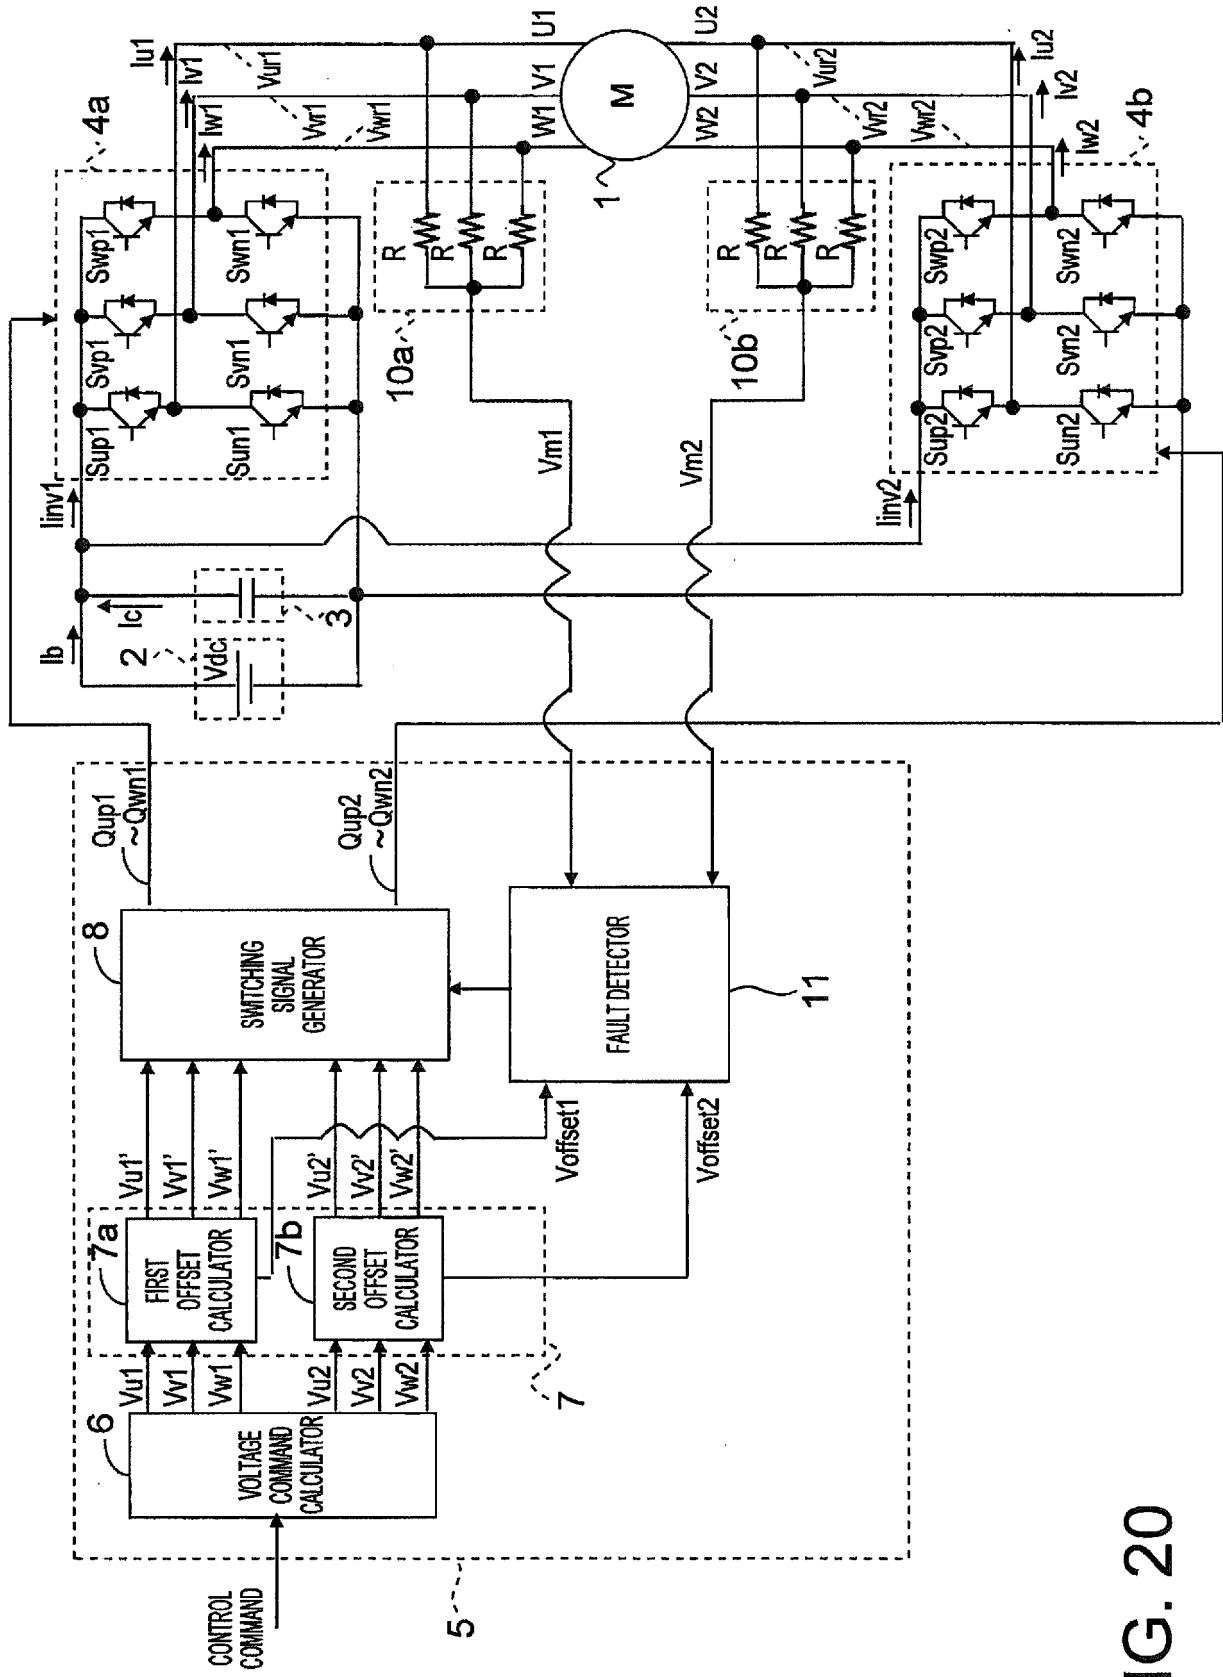 CONTROL
COMMAND
5
6
VOLTAGE
COMMAND
CALCULATOR
Vu1
Vv1
Vw1
Vu2
Vv2
Vw2
7
7a
FIRST
OFFSET
CALCULATOR
7b
SECOND
OFFSET
CALCULATOR
Vu1'
Vv1'
Vw1'
Vu2'
Vv2'
Vw2'
Voffset1
Voffset2
8
SWITCHING
SIGNAL
GENERATOR
FAULT DETECTOR
11
Qup1
~Qwn1
Qup2
~Qwn2
2
Vdc
Ib
Ic
3
Iinv1
Iinv2
Vm1
Vm2
4a
Sup1
Svp1
Swp1
Sun1
Svn1
Swn1
Iu1
Iv1
Iw1
Vur1
Vvr1
Vwr1
10a
R
R
R
U1
V1
W1
M
1
U2
V2
W2
10b
R
R
R
Vur2
Vvr2
Vwr2
4b
Sup2
Svp2
Swp2
Sun2
Svn2
Swn2
Iu2
Iv2
Iw2
IG. 20